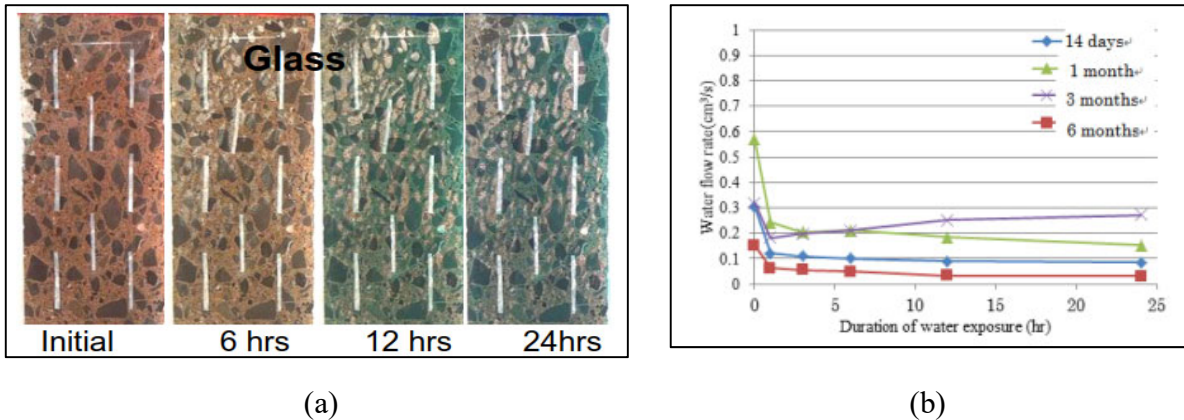 Glass
Initial
6 hrs
12 hrs
24hrs
(a)
Water flow rate(cm³/s)
1
0.9
0.8
0.7
0.6
0.5
0.4
0.3
0.2
0.1
0
14 days
1 month
3 months
6 months
0
5
10
15
20
25
Duration of water exposure (hr)
(b)